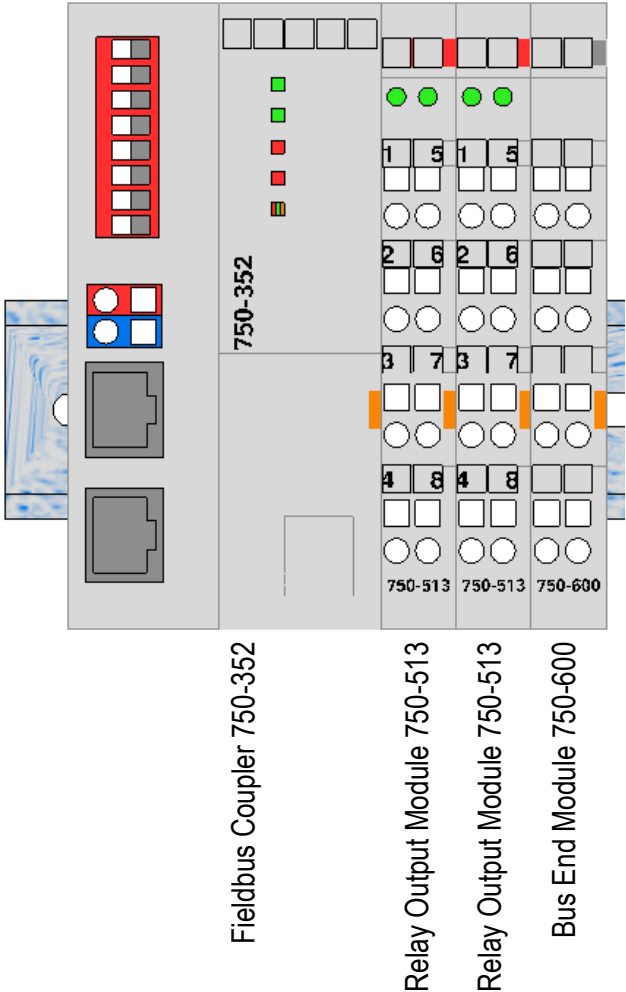 750-352
1 5 1 5
2 6 2 6
3 7 3 7
4 8 4 8
750-513 750-513 750-600
Fieldbus Coupler 750-352
Relay Output Module 750-513
Relay Output Module 750-513
Bus End Module 750-600